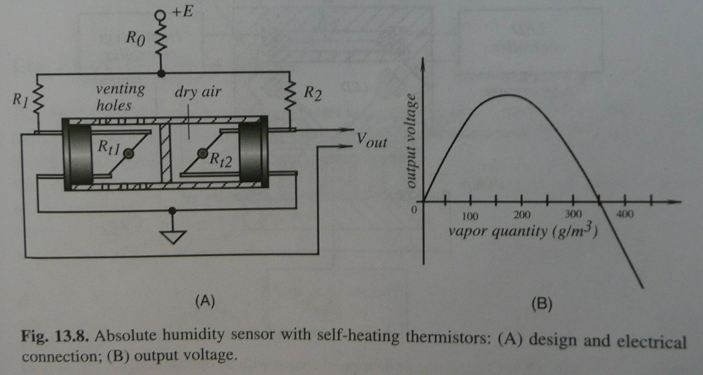 +E
R0
venting
holes
dry air
R1
R2
Rt1
Rt2
Vout
(A)
output voltage
0
100
200
300
400
vapor quantity (g/m3)
(B)
Fig. 13.8. Absolute humidity sensor with self-heating thermistors: (A) design and electrical
connection; (B) output voltage.